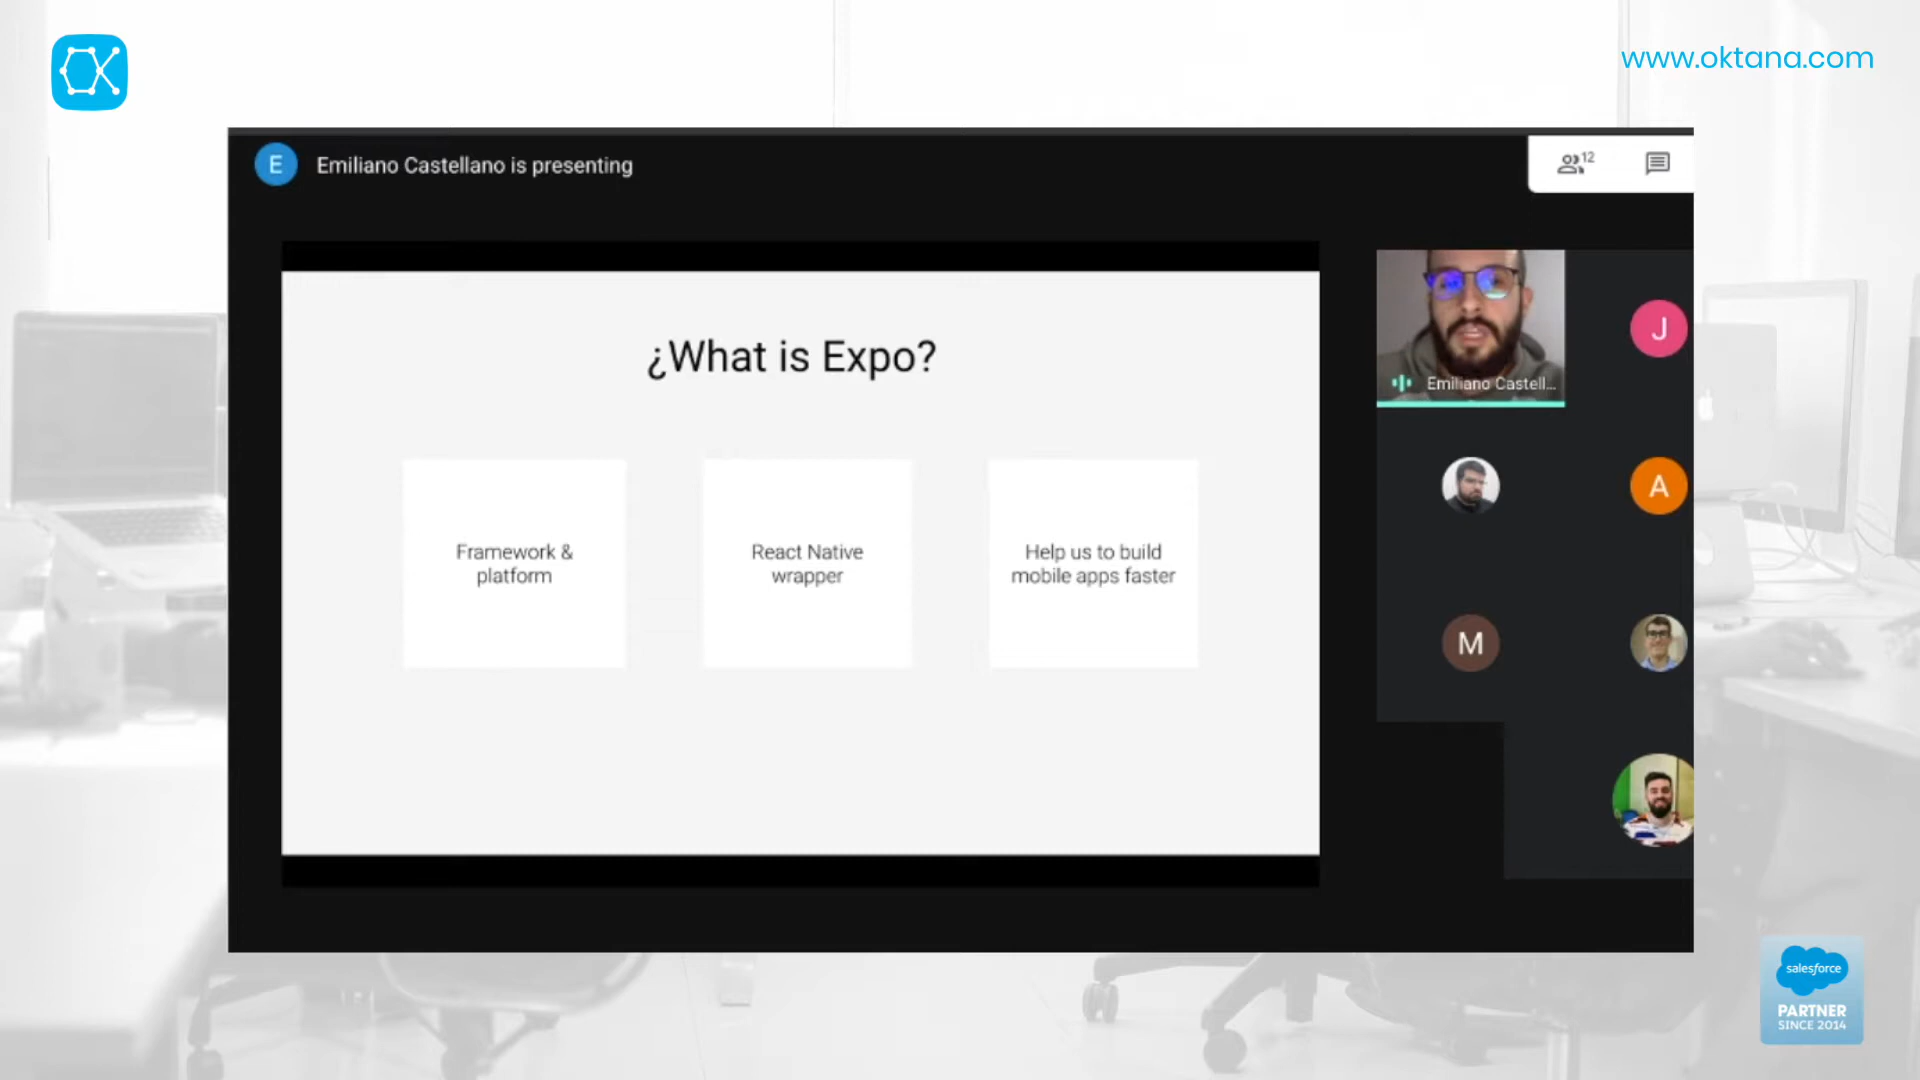 www.oktana.com
E
Emiliano Castellano is presenting
12
¿What is Expo?
Framework &
platform
React Native
wrapper
Help us to build
mobile apps faster
Emiliano Castell...
J
A
M
salesforce
PARTNER
SINCE 2014